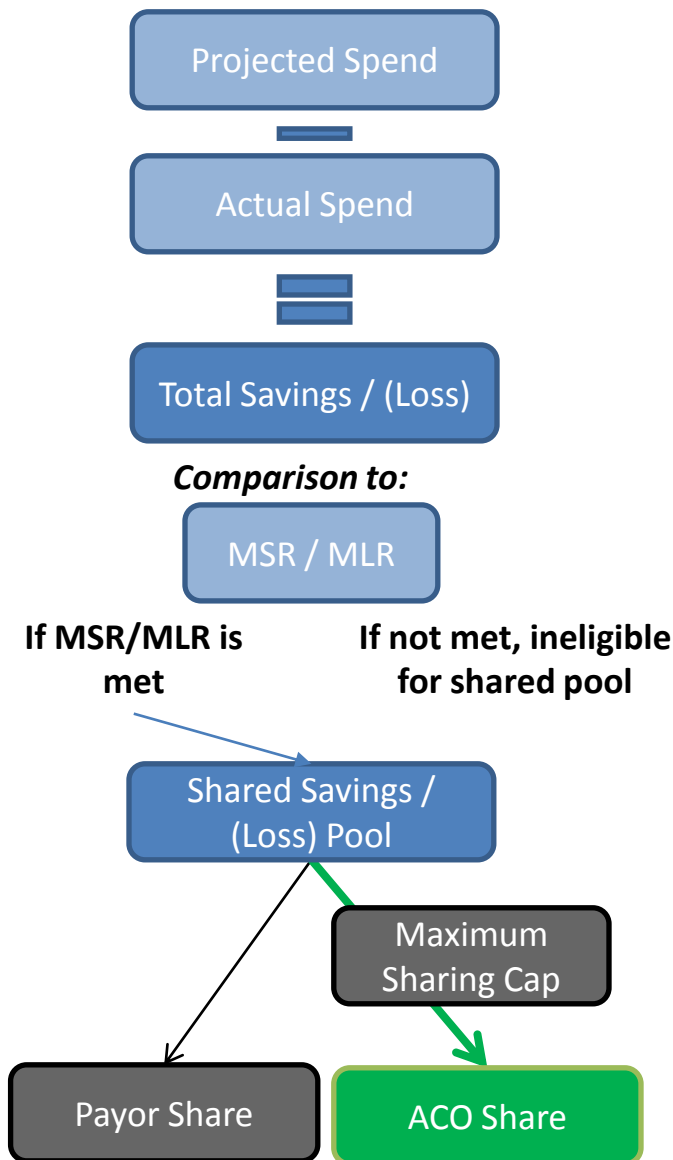 Projected Spend
Actual Spend
Total Savings / (Loss)
Comparison to:
MSR / MLR
If MSR/MLR is
met
If not met, ineligible
for shared pool
Shared Savings /
(Loss) Pool
Maximum
Sharing Cap
Payor Share
ACO Share